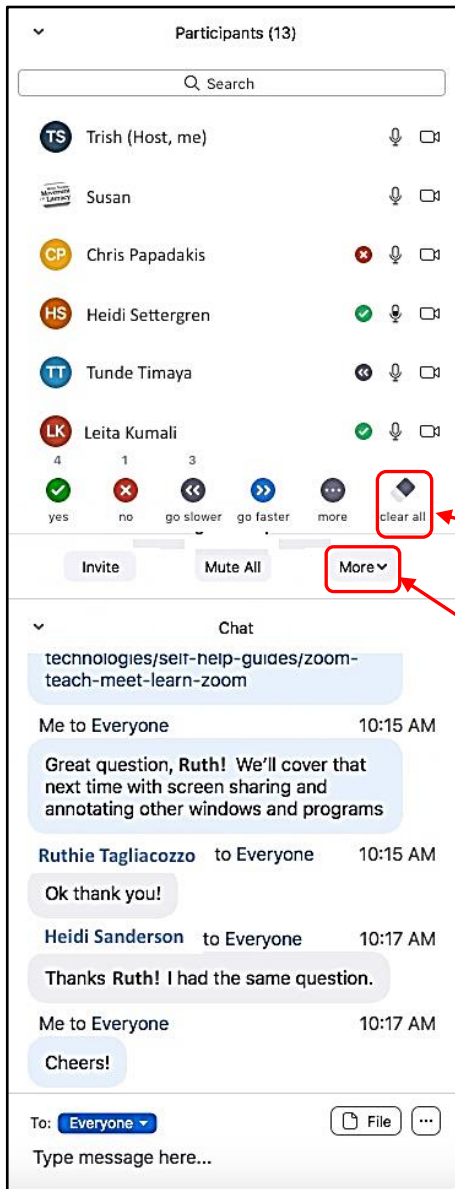 Participants (13)
Search
TS Trish (Host, me)
Susan
CP Chris Papadakis
HS Heidi Settergren
TT Tunde Timaya
LK Leita Kumali
4 1 3
yes no go slower go faster more clear all
Invite Mute All More
Chat
technologies/self-help-guides/zoom-
teach-meet-learn-zoom
Me to Everyone 10:15 AM
Great question, Ruth! We'll cover that
next time with screen sharing and
annotating other windows and programs
Ruthie Tagliacozzo to Everyone 10:15 AM
Ok thank you!
Heidi Sanderson to Everyone 10:17 AM
Thanks Ruth! I had the same question.
Me to Everyone 10:17 AM
Cheers!
To: Everyone File ...
Type message here...